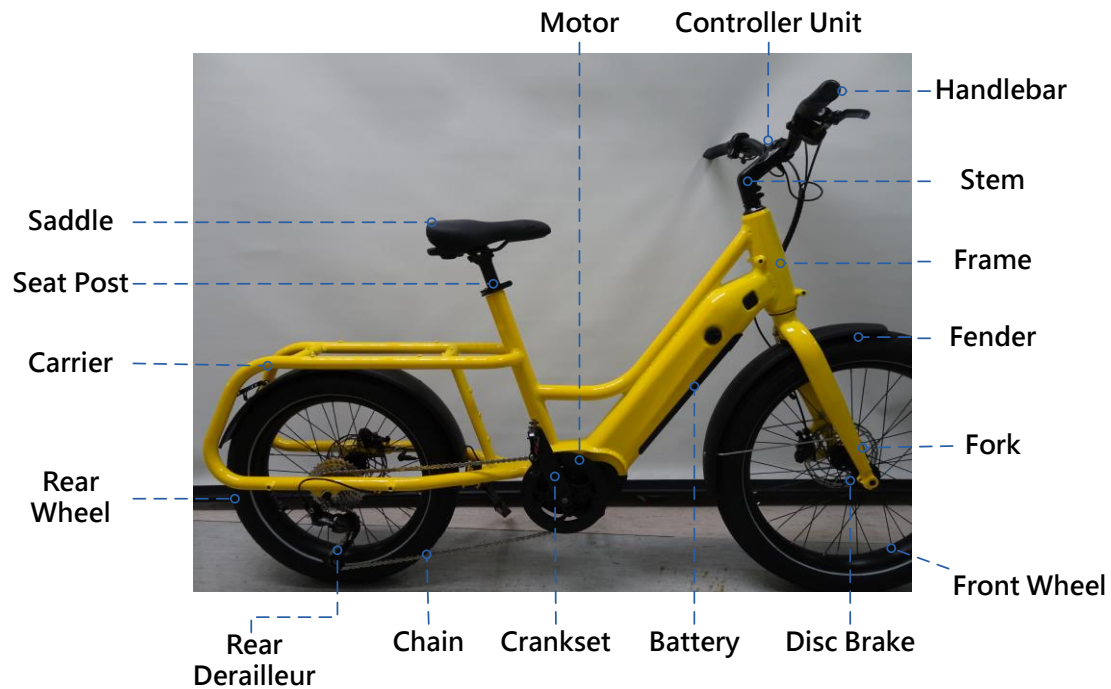 Motor
Controller Unit
Handlebar
Stem
Saddle
Frame
Seat Post
Fender
Carrier
Fork
Rear
Wheel
Front Wheel
Rear
Derailleur
Chain
Crankset
Battery
Disc Brake